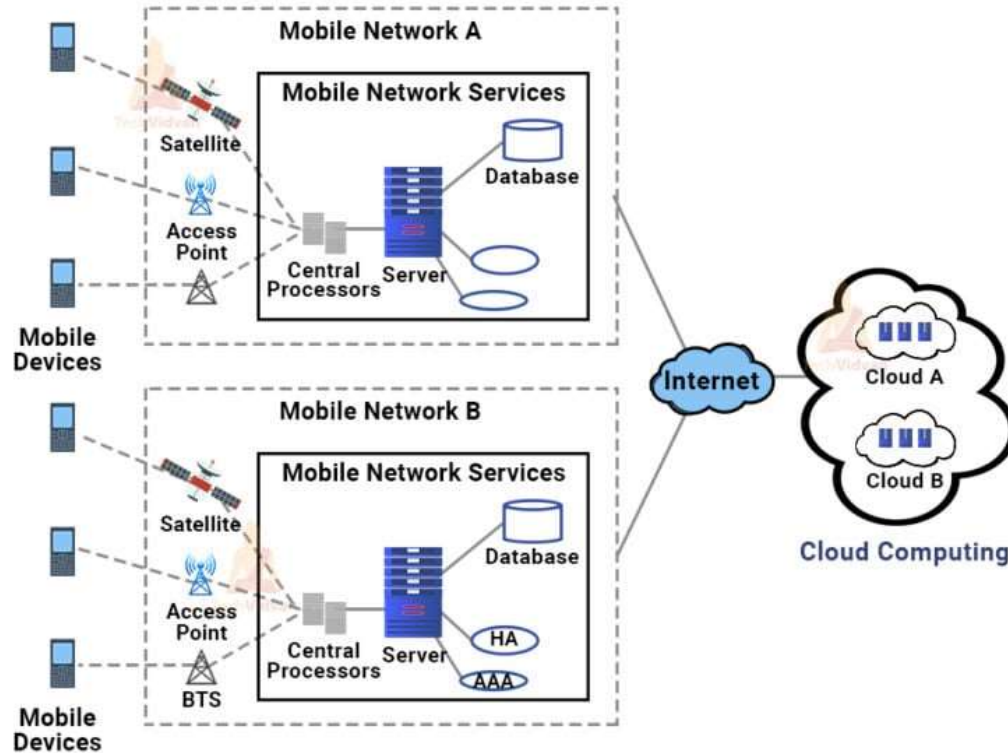 Mobile Network A
Mobile Network Services
TechVidvan
Satellite
Database
Access
Point
Central
Processors
Server
Mobile
Devices
Internet
Cloud A
Cloud B
Cloud Computing
Mobile Network B
Mobile Network Services
Satellite
Database
Access
Point
BTS
Central
Processors
Server
HA
AAA
Mobile
Devices